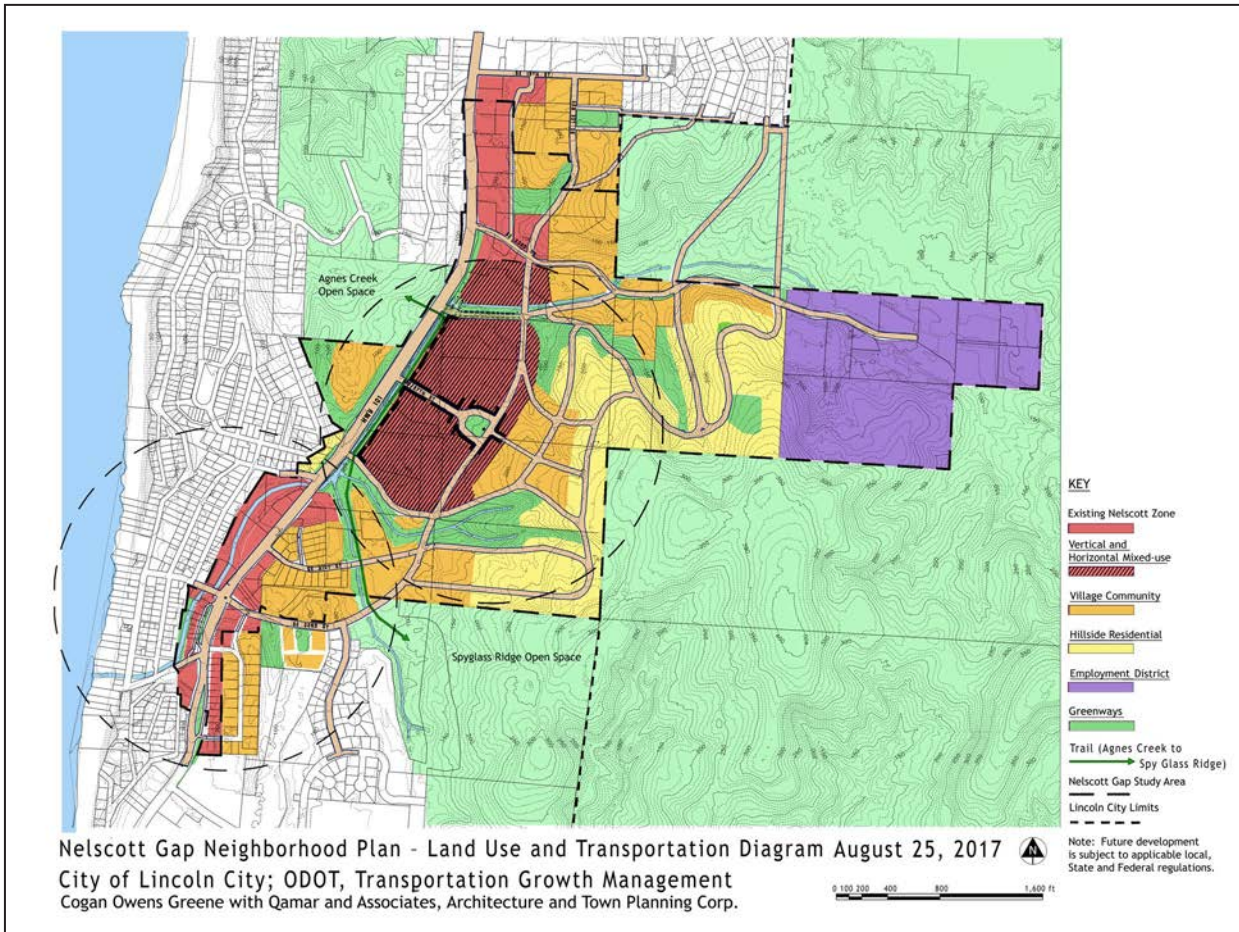 Agnes Creek
Open Space
HWY 101
Spyglass Ridge Open Space
KEY
Existing Nelscott Zone
Vertical and
Horizontal Mixed-use
Village Community
Hillside Residential
Employment District
Greenways
Trail (Agnes Creek to
Spy Glass Ridge)
Nelscott Gap Study Area
Lincoln City Limits
Note: Future development
is subject to applicable local,
State and Federal regulations.
Nelscott Gap Neighborhood Plan - Land Use and Transportation Diagram August 25, 2017
N
City of Lincoln City; ODOT, Transportation Growth Management
Cogan Owens Greene with Qamar and Associates, Architecture and Town Planning Corp.
0 100 200 400 800 1,600 ft